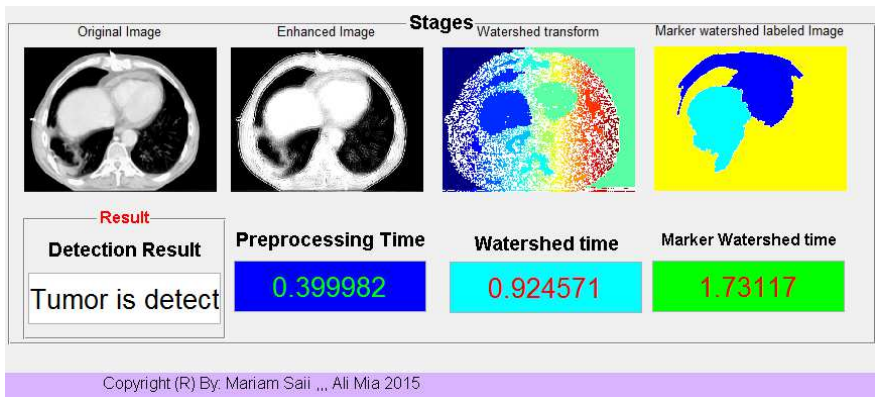 Stages
Original Image
Enhanced Image
Watershed transform
Marker watershed labeled Image
Result
Detection Result
Tumor is detect
Preprocessing Time
0.399982
Watershed time
0.924571
Marker Watershed time
1.73117
Copyright (R) By: Mariam Saii ,,, Ali Mia 2015